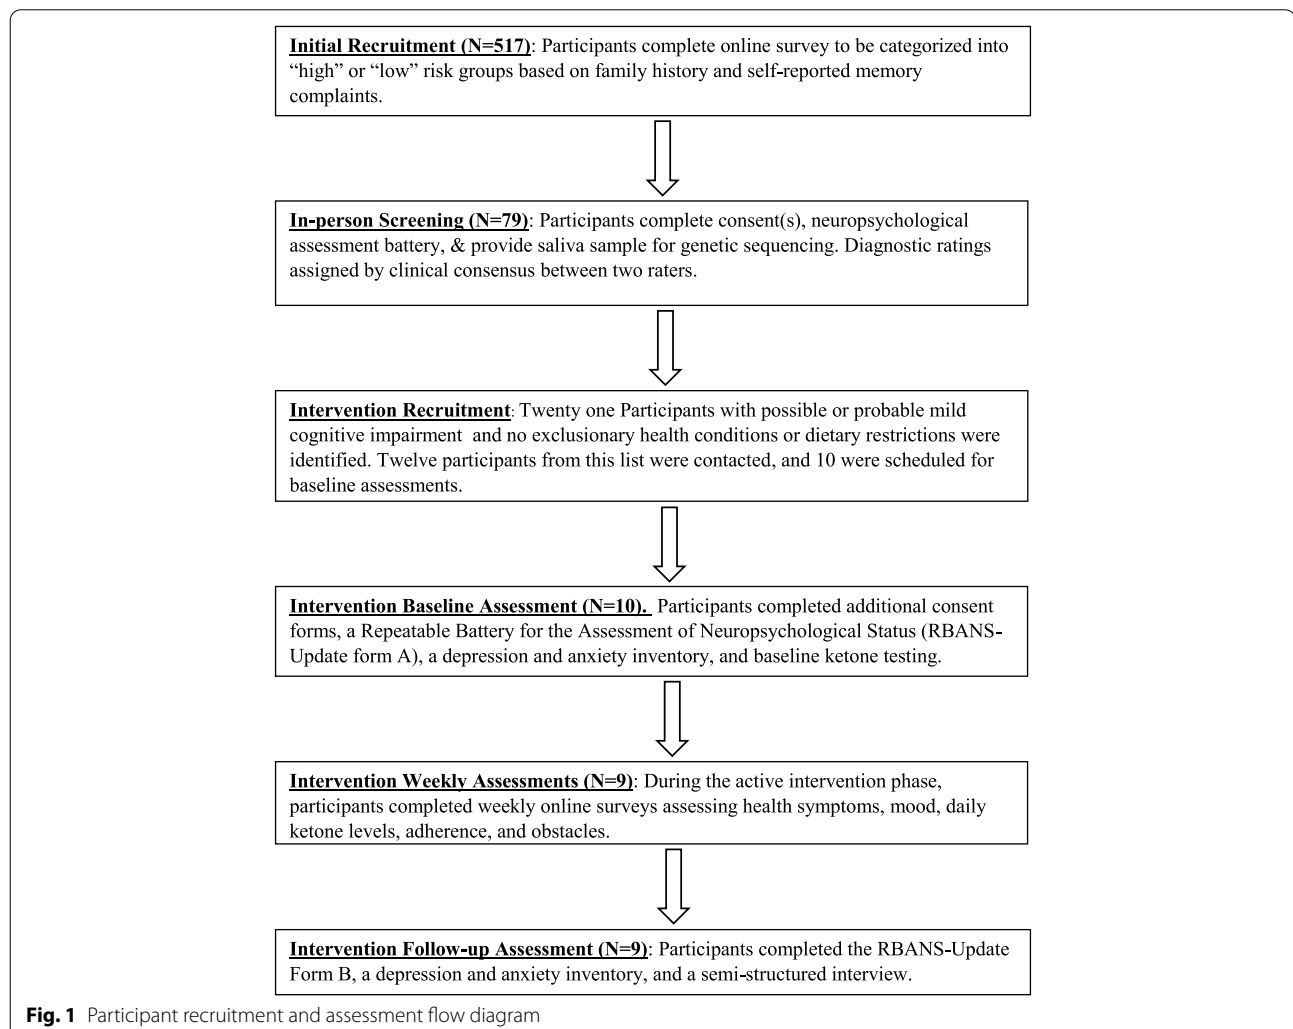 Initial Recruitment (N=517): Participants complete online survey to be categorized into
“high” or “low” risk groups based on family history and self-reported memory
complaints.
In-person Screening (N=79): Participants complete consent(s), neuropsychological
assessment battery, & provide saliva sample for genetic sequencing. Diagnostic ratings
assigned by clinical consensus between two raters.
Intervention Recruitment: Twenty one Participants with possible or probable mild
cognitive impairment and no exclusionary health conditions or dietary restrictions were
identified. Twelve participants from this list were contacted, and 10 were scheduled for
baseline assessments.
Intervention Baseline Assessment (N=10). Participants completed additional consent
forms, a Repeatable Battery for the Assessment of Neuropsychological Status (RBANS-
Update form A), a depression and anxiety inventory, and baseline ketone testing.
Intervention Weekly Assessments (N=9): During the active intervention phase,
participants completed weekly online surveys assessing health symptoms, mood, daily
ketone levels, adherence, and obstacles.
Intervention Follow-up Assessment (N=9): Participants completed the RBANS-Update
Form B, a depression and anxiety inventory, and a semi-structured interview.
Fig. 1 Participant recruitment and assessment flow diagram